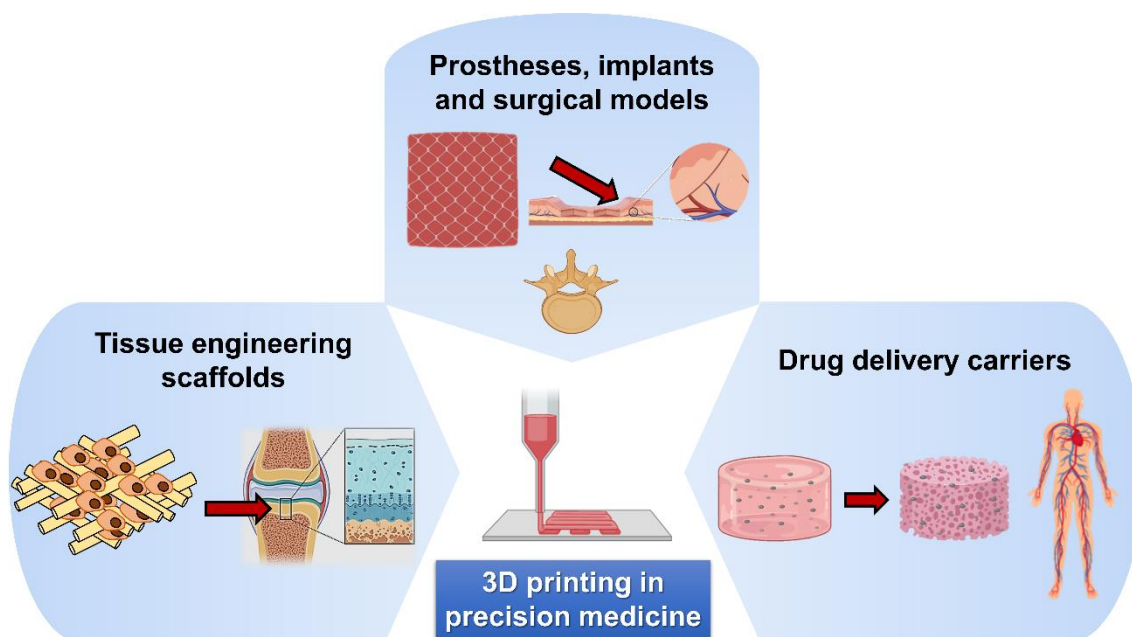 Prostheses, implants
and surgical models
Tissue engineering
scaffolds
Drug delivery carriers
3D printing in
precision medicine